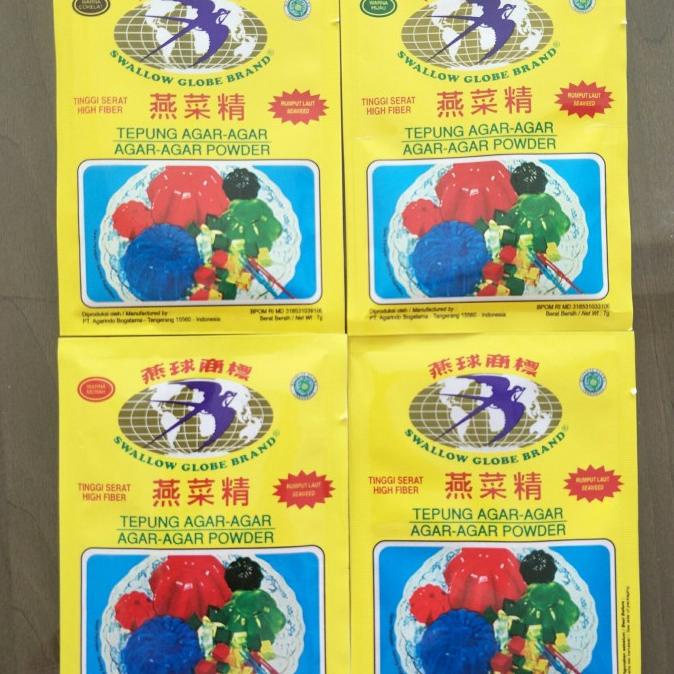 WARNA
COKELAT
SWALLOW GLOBE BRAND®
TINGGI SERAT
HIGH FIBER
燕菜精
RUMPUT LAUT
SEAWEED
TEPUNG AGAR-AGAR
AGAR-AGAR POWDER
Diproduksi oleh / Manufactured by :
PT. Agarindo Bogatama - Tangerang 15560 - Indonesia
Berat Bersih / Net Wt : 7g
WARNA
HIJAU
SWALLOW GLOBE BRAND®
TINGGI SERAT
HIGH FIBER
燕菜精
RUMPUT LAUT
SEAWEED
TEPUNG AGAR-AGAR
AGAR-AGAR POWDER
Diproduksi oleh / Manufactured by :
PT. Agarindo Bogatama - Tangerang 15560 - Indonesia
Berat Bersih / Net Wt : 7g
燕球商標
WARNA
MERAH
SWALLOW GLOBE BRAND®
TINGGI SERAT
HIGH FIBER
燕菜精
RUMPUT LAUT
SEAWEED
TEPUNG AGAR-AGAR
AGAR-AGAR POWDER
燕球商標
SWALLOW GLOBE BRAND®
TINGGI SERAT
HIGH FIBER
燕菜精
RUMPUT LAUT
SEAWEED
TEPUNG AGAR-AGAR
AGAR-AGAR POWDER